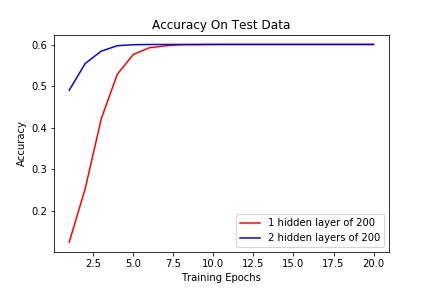 Accuracy On Test Data
0.6
0.5
0.4
0.3
0.2
Accuracy
1 hidden layer of 200
2 hidden layers of 200
2.5 5.0 7.5 10.0 12.5 15.0 17.5 20.0
Training Epochs